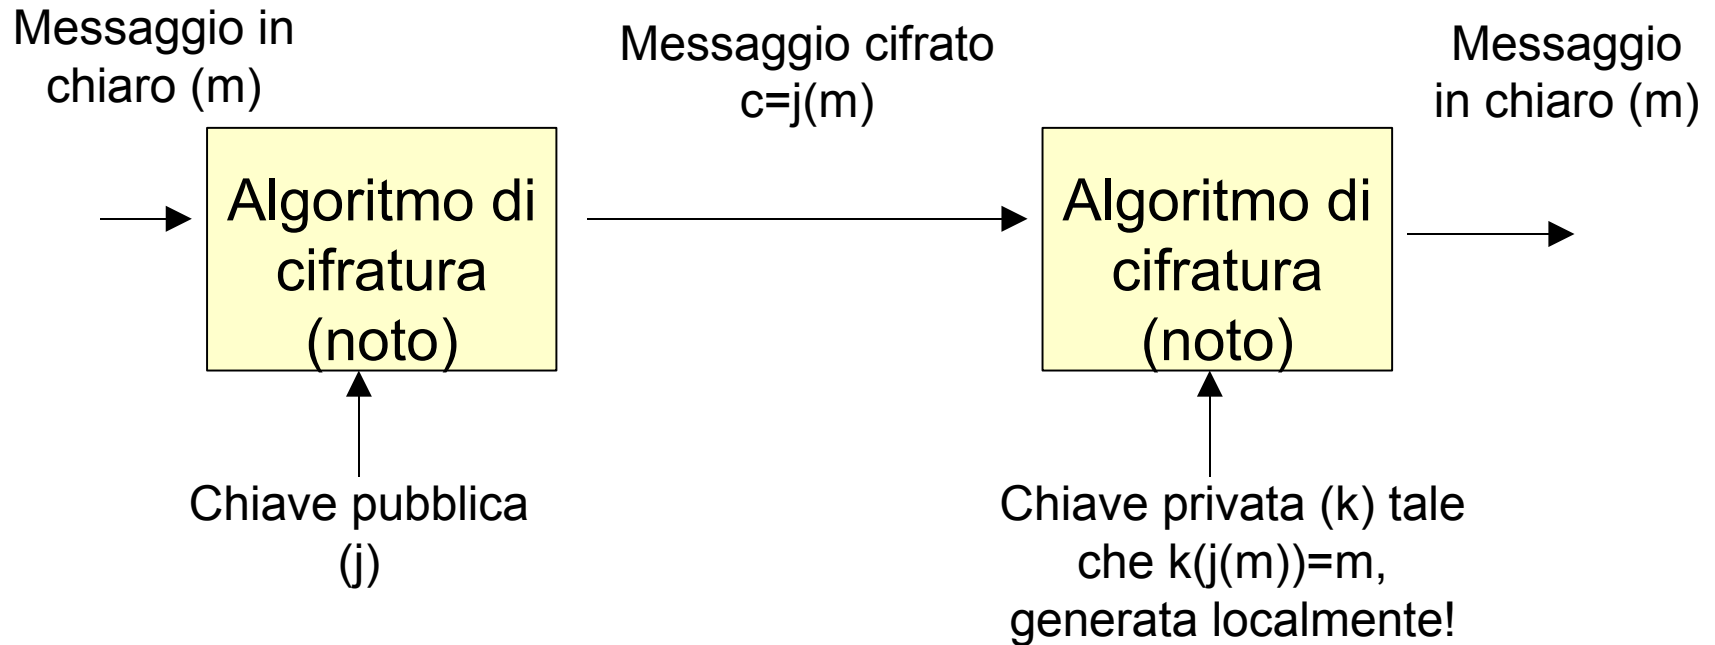 Messaggio in
chiaro (m)
Messaggio cifrato
c=j(m)
Messaggio
in chiaro (m)
Algoritmo di
cifratura
(noto)
Algoritmo di
cifratura
(noto)
Chiave pubblica
(j)
Chiave privata (k) tale
che k(j(m))=m,
generata localmente!